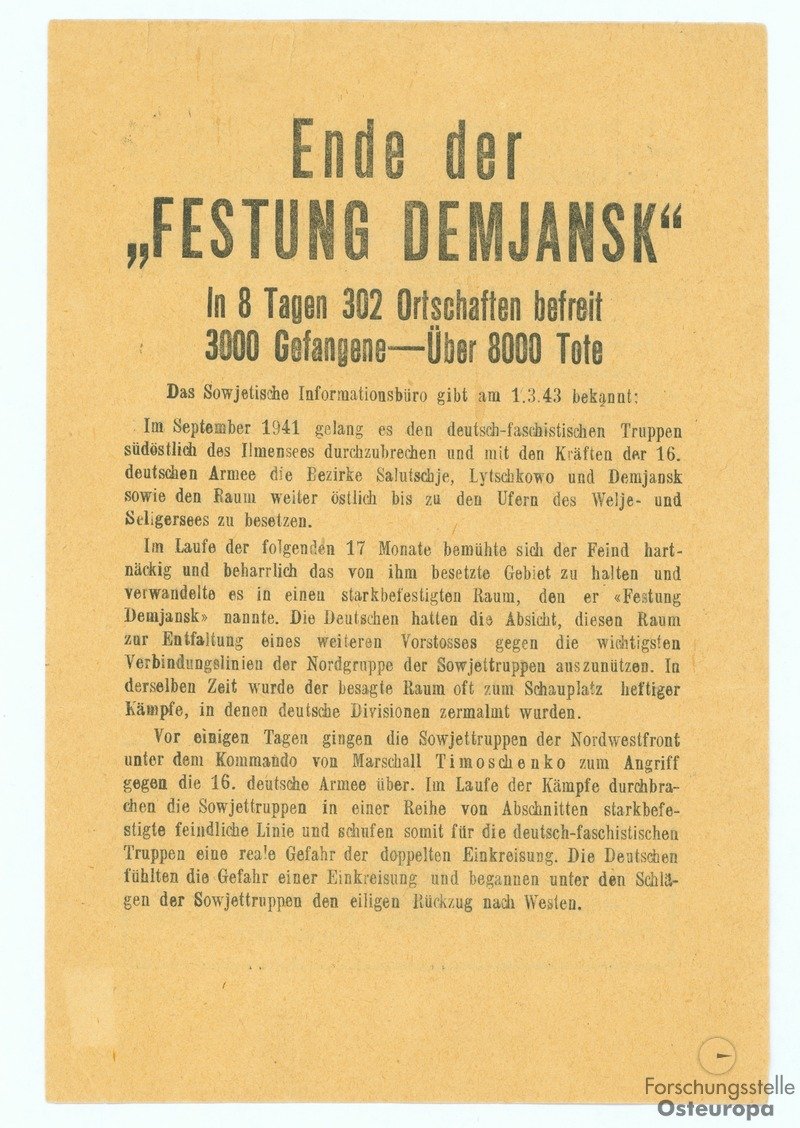 Ende der
„FESTUNG DEMJANSK“
In 8 Tagen 302 Ortschaften befreit
3000 Gefangene—Über 8000 Tote
Das Sowjetische Informationsbüro gibt am 1.3.43 bekannt:
Im September 1941 gelang es den deutsch-faschistischen Truppen
südöstlich des Ilmensees durchzubrechen und mit den Kräften der 16.
deutschen Armee die Bezirke Salutschje, Lytschkowo und Demjansk
sowie den Raum weiter östlich bis zu den Ufern des Welje- und
Seligersees zu besetzen.
Im Laufe der folgenden 17 Monate bemühte sich der Feind hart-
näckig und beharrlich das von ihm besetzte Gebiet zu halten und
verwandelte es in einen starkbefestigten Raum, den er «Festung
Demjansk» nannte. Die Deutschen hatten die Absicht, diesen Raum
zur Entfaltung eines weiteren Vorstosses gegen die wichtigsten
Verbindungslinien der Nordgruppe der Sowjettruppen auszunützen. In
derselben Zeit wurde der besagte Raum oft zum Schauplatz heftiger
Kämpfe, in denen deutsche Divisionen zermalmt wurden.
Vor einigen Tagen gingen die Sowjettruppen der Nordwestfront
unter dem Kommando von Marschall Timoschenko zum Angriff
gegen die 16. deutsche Armee über. Im Laufe der Kämpfe durchbra-
chen die Sowjettruppen in einer Reihe von Abschnitten starkbefe-
stigte feindliche Linie und schufen somit für die deutsch-faschistischen
Truppen eine reale Gefahr der doppelten Einkreisung. Die Deutschen
fühlten die Gefahr einer Einkreisung und begannen unter den Schlä-
gen der Sowjettruppen den eiligen Rückzug nach Westen.
Forschungsstelle
Osteuropa